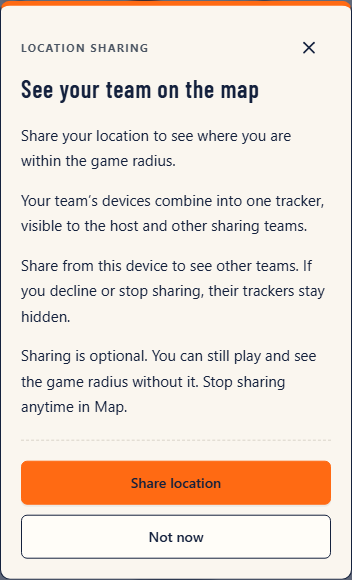 LOCATION SHARING
See your team on the map
Share your location to see where you are
within the game radius.
Your team's devices combine into one tracker,
visible to the host and other sharing teams.
Share from this device to see other teams. If
you decline or stop sharing, their trackers stay
hidden.
Sharing is optional. You can still play and see
the game radius without it. Stop sharing
anytime in Map.
Share location
Not now